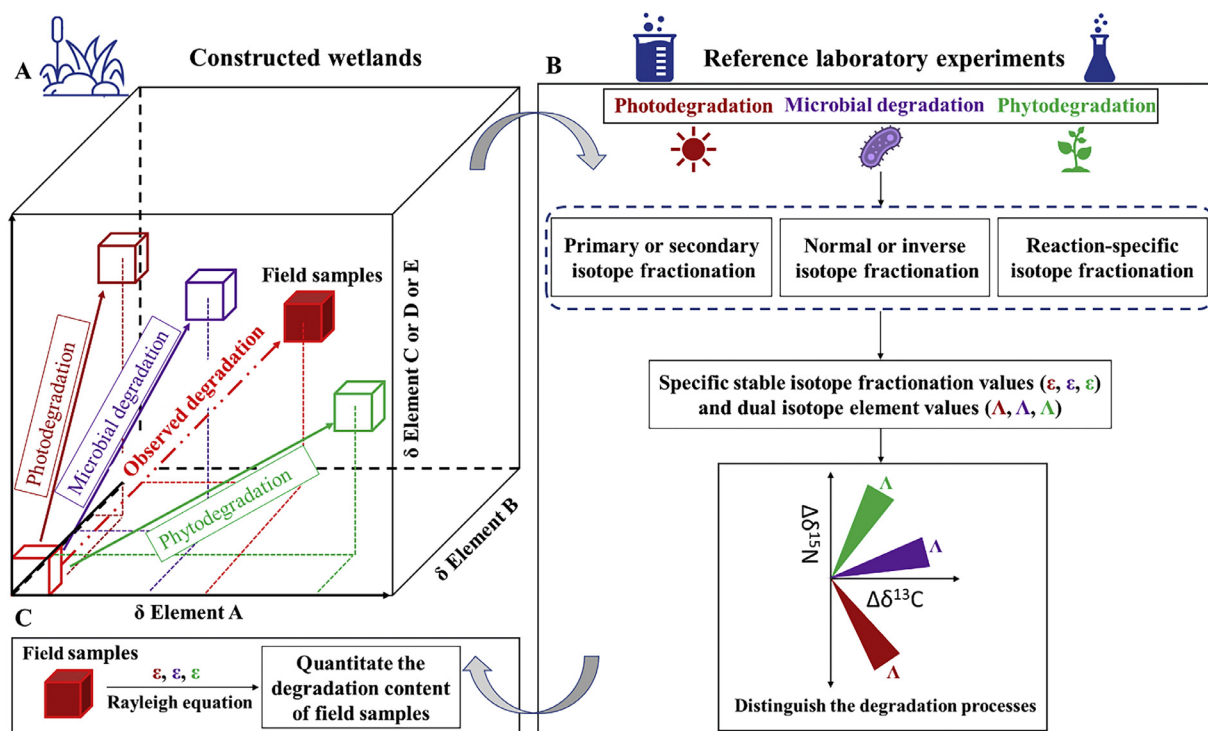 A
Constructed wetlands
Field samples
Photodegradation
Microbial degradation
Observed degradation
Phytodegradation
δ Element C or D or E
δ Element B
δ Element A
B
Reference laboratory experiments
Photodegradation Microbial degradation Phytodegradation
Primary or secondary
isotope fractionation
Normal or inverse
isotope fractionation
Reaction-specific
isotope fractionation
Specific stable isotope fractionation values (ε, ε, ε)
and dual isotope element values (Λ, Λ, Λ)
Λ
Λ
Λ
Δδ¹⁵N
Δδ¹³C
Distinguish the degradation processes
C
Field samples
ε, ε, ε
Rayleigh equation
Quantitate the
degradation content
of field samples